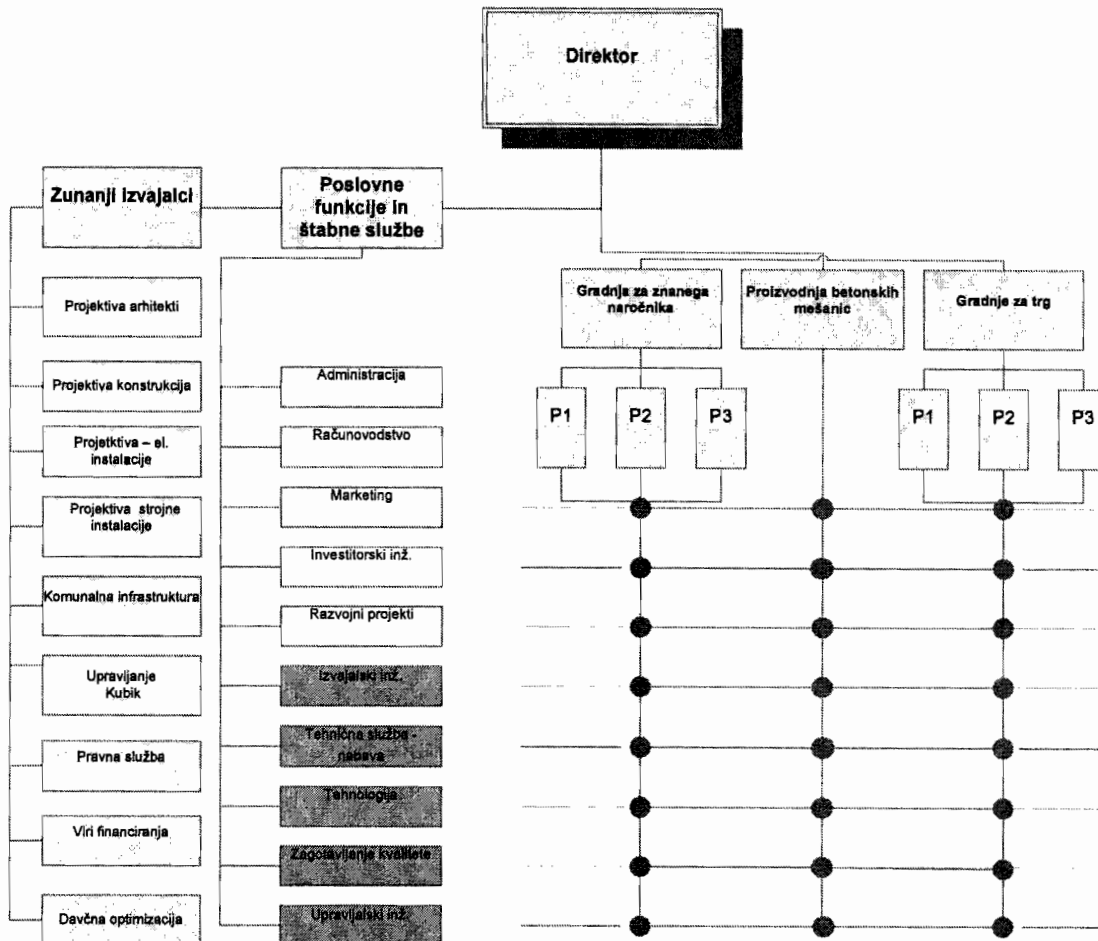 Direktor
Zunanji izvajalci
Poslovne
funkcije in
štabne službe
Projektiva arhitekti
Projektiva konstrukcija
Projetktiva – el.
instalacije
Projektiva strojne
instalacije
Komunalna infrastruktura
Upravljanje
Kubik
Pravna služba
Viri financiranja
Davčna optimizacija
Administracija
Računovodstvo
Marketing
Investitorski inž.
Razvojni projekti
Izvajalski inž.
Tehnična služba -
nabava
Tehnologija
Zagotavljanje kvalitete
Upravljalski inž.
Gradnja za znanega
naročnika
Proizvodnja betonskih
mešanic
Gradnje za trg
P1
P2
P3
P1
P2
P3